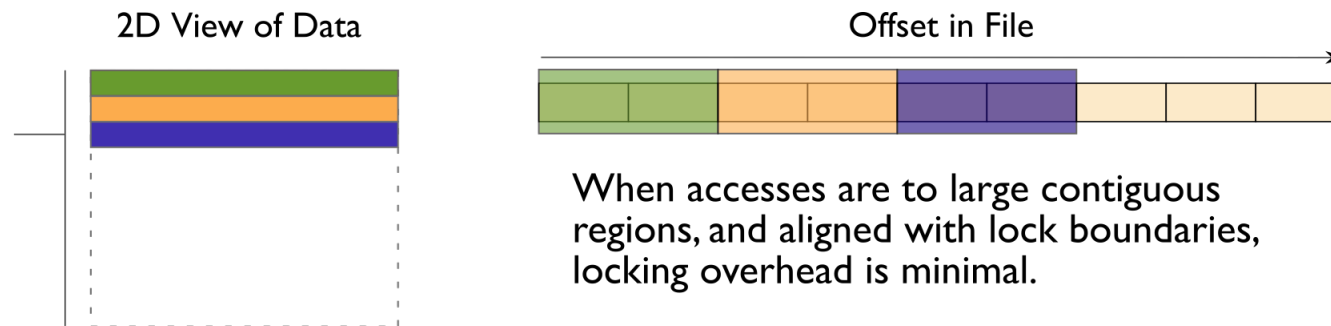 2D View of Data
Offset in File
When accesses are to large contiguous
regions, and aligned with lock boundaries,
locking overhead is minimal.